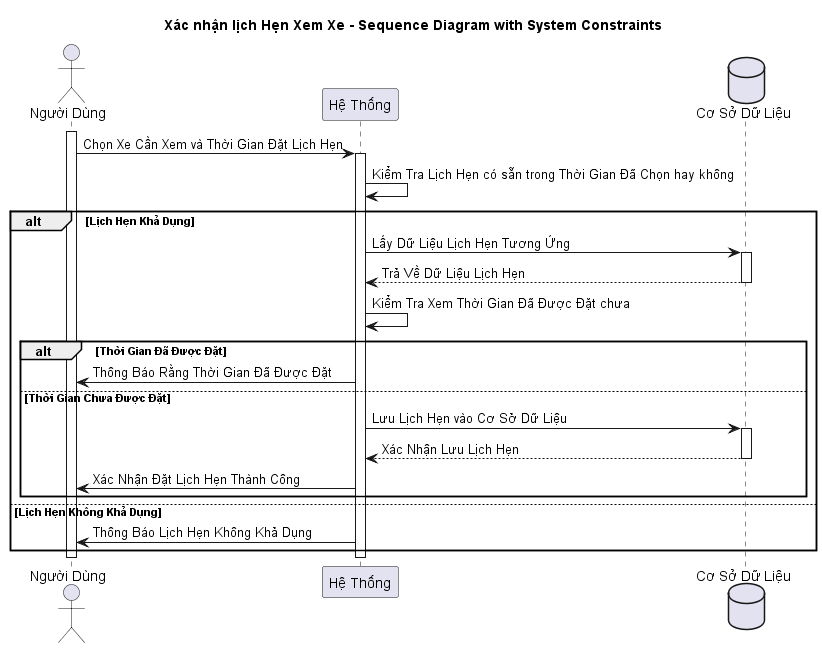 Xác nhận lịch Hẹn Xem Xe - Sequence Diagram with System Constraints
Người Dùng
Hệ Thống
Cơ Sở Dữ Liệu
Chọn Xe Cần Xem và Thời Gian Đặt Lịch Hẹn
Kiểm Tra Lịch Hẹn có sẵn trong Thời Gian Đã Chọn hay không
alt
[Lịch Hẹn Khả Dụng]
Lấy Dữ Liệu Lịch Hẹn Tương Ứng
Trả Về Dữ Liệu Lịch Hẹn
Kiểm Tra Xem Thời Gian Đã Được Đặt chưa
alt
[Thời Gian Đã Được Đặt]
Thông Báo Rằng Thời Gian Đã Được Đặt
[Thời Gian Chưa Được Đặt]
Lưu Lịch Hẹn vào Cơ Sở Dữ Liệu
Xác Nhận Lưu Lịch Hẹn
Xác Nhận Đặt Lịch Hẹn Thành Công
[Lịch Hẹn Không Khả Dụng]
Thông Báo Lịch Hẹn Không Khả Dụng
Người Dùng
Hệ Thống
Cơ Sở Dữ Liệu